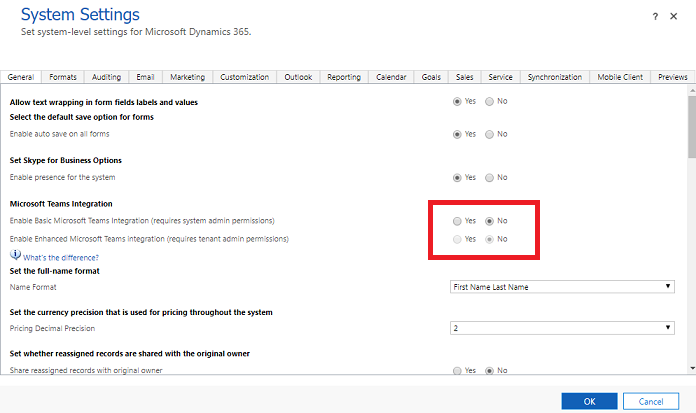 System Settings
? ×
Set system-level settings for Microsoft Dynamics 365.
General Formats Auditing Email Marketing Customization Outlook Reporting Calendar Goals Sales Service Synchronization Mobile Client Previews
Allow text wrapping in form fields labels and values Yes No
Select the default save option for forms
Enable auto save on all forms Yes No
Set Skype for Business Options
Enable presence for the system Yes No
Microsoft Teams Integration
Enable Basic Microsoft Teams Integration (requires system admin permissions) Yes No
Enable Enhanced Microsoft Teams Integration (requires tenant admin permissions) Yes No
What's the difference?
Set the full-name format
Name Format First Name Last Name
Set the currency precision that is used for pricing throughout the system
Pricing Decimal Precision 2
Set whether reassigned records are shared with the original owner
Share reassigned records with original owner Yes No
OK Cancel